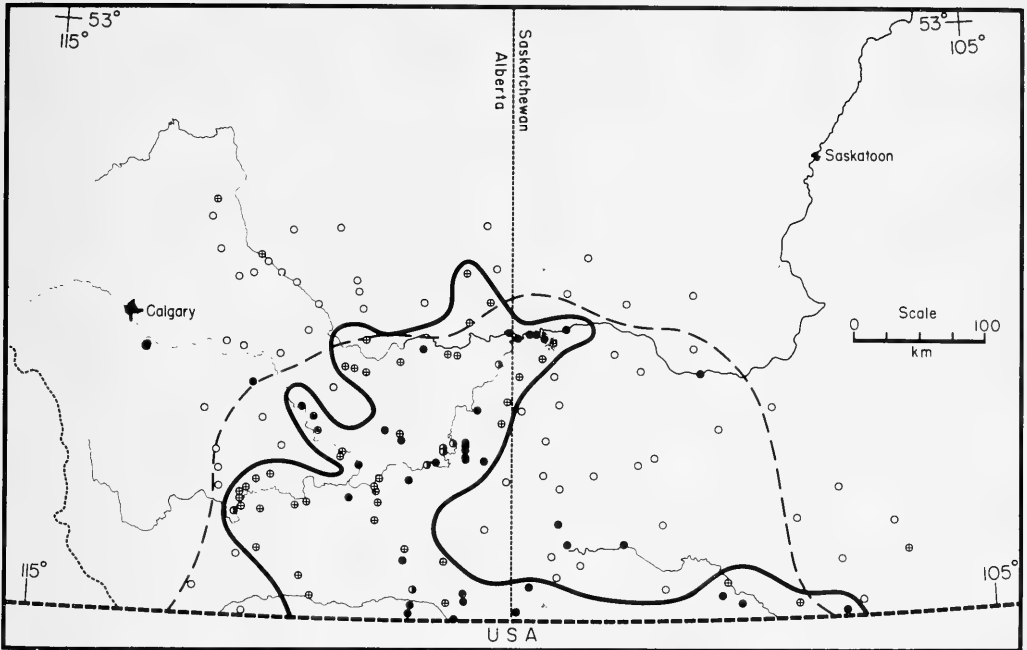 53°
115°
53°
105°
Saskatchewan
Alberta
Saskatoon
Calgary
Scale
0 100
km
115°
105°
USA